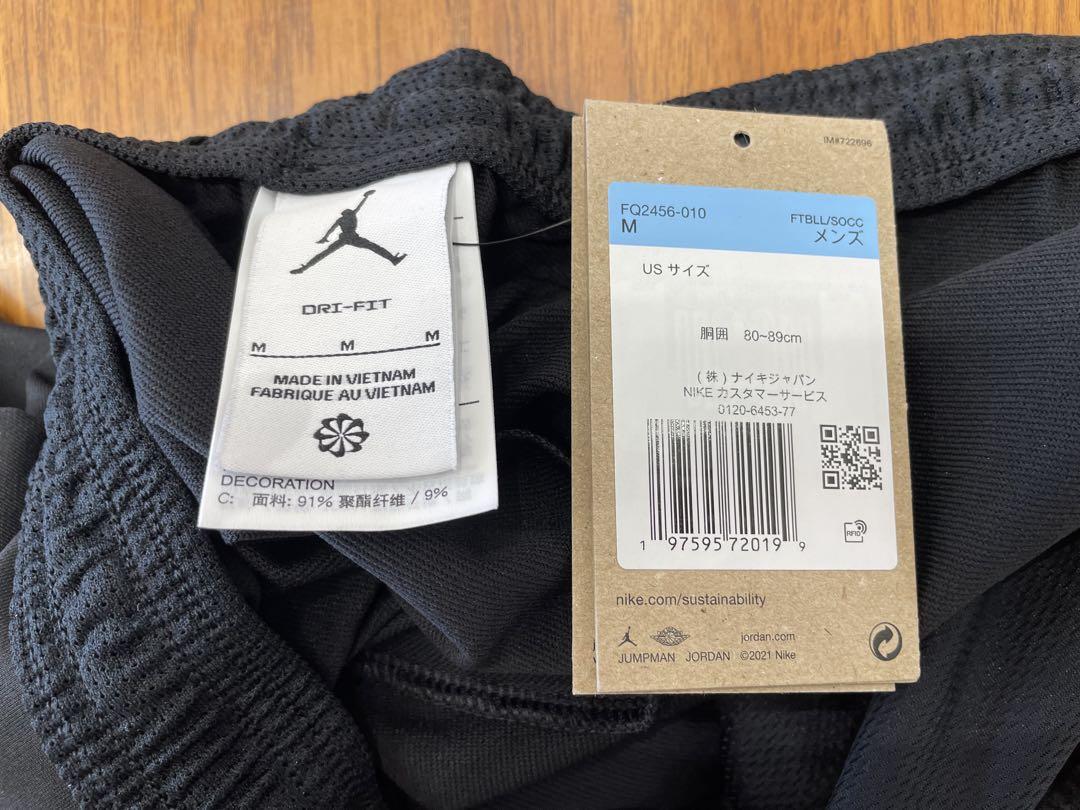 DRI-FIT
M M M
MADE IN VIETNAM
FABRIQUE AU VIETNAM
DECORATION
C: 面料: 91% 聚酯纤维 / 9%
IM#722696
FQ2456-010 FTBLL/SOCC
M メンズ
US サイズ
胴囲 80~89cm
(株)ナイキジャパン
NIKE カスタマーサービス
0120-6453-77
1 97595 72019 9
RFID
nike.com/sustainability
jordan.com
JUMPMAN JORDAN ©2021 Nike